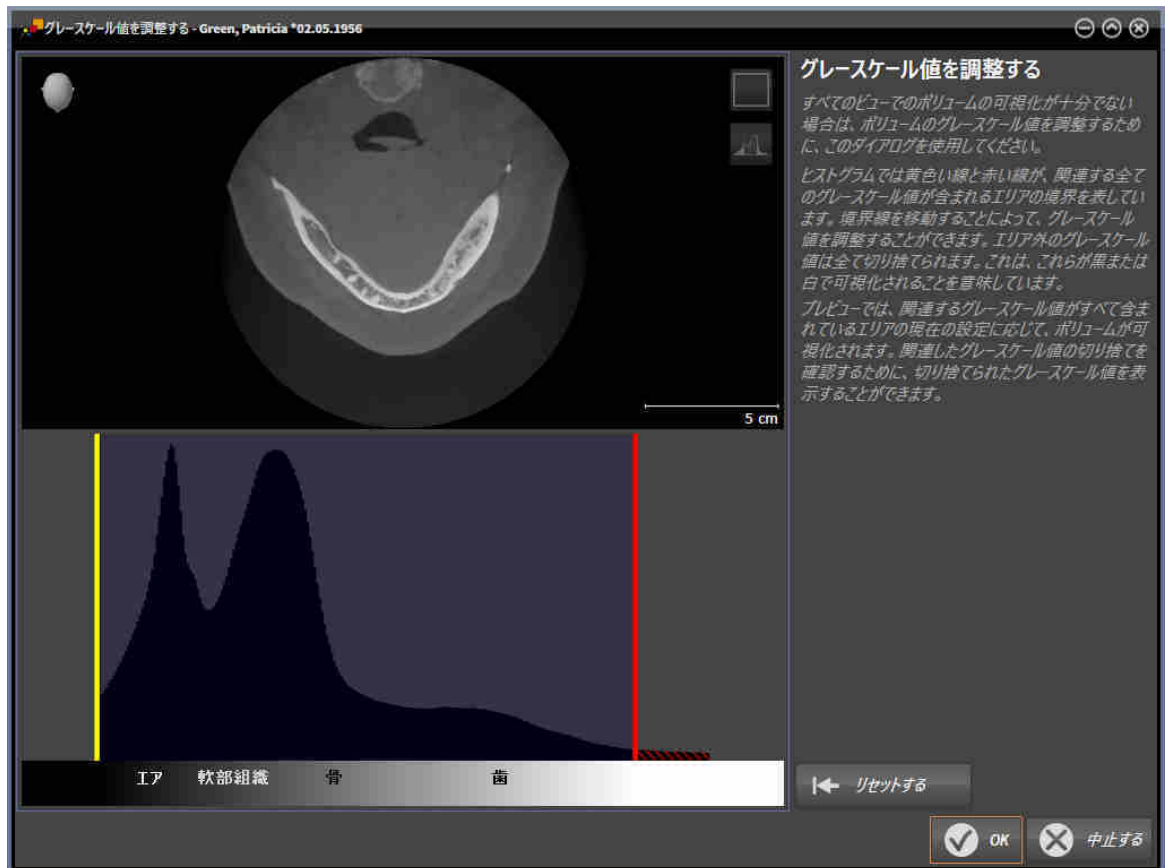 グレースケール値を調整する - Green, Patricia *02.05.1956
グレースケール値を調整する
すべてのビューでのボリュームの可視化が十分でない
場合は、ボリュームのグレースケール値を調整するため
に、このダイアログを使用してください。
ヒストグラムでは黄色い線と赤い線が、関連する全て
のグレースケール値が含まれるエリアの境界を表してい
ます。境界線を移動することによって、グレースケール
値を調整することができます。エリア外のグレースケール
値は全て切り捨てられます。これは、これらが黒または
白で可視化されることを意味しています。
プレビューでは、関連するグレースケール値がすべて含ま
れているエリアの現在の設定に応じて、ボリュームが可
視化されます。関連したグレースケール値の切り捨てを
確認するために、切り捨てられたグレースケール値を表
示することができます。
5 cm
エア 軟部組織 骨 歯
リセットする
OK 中止する